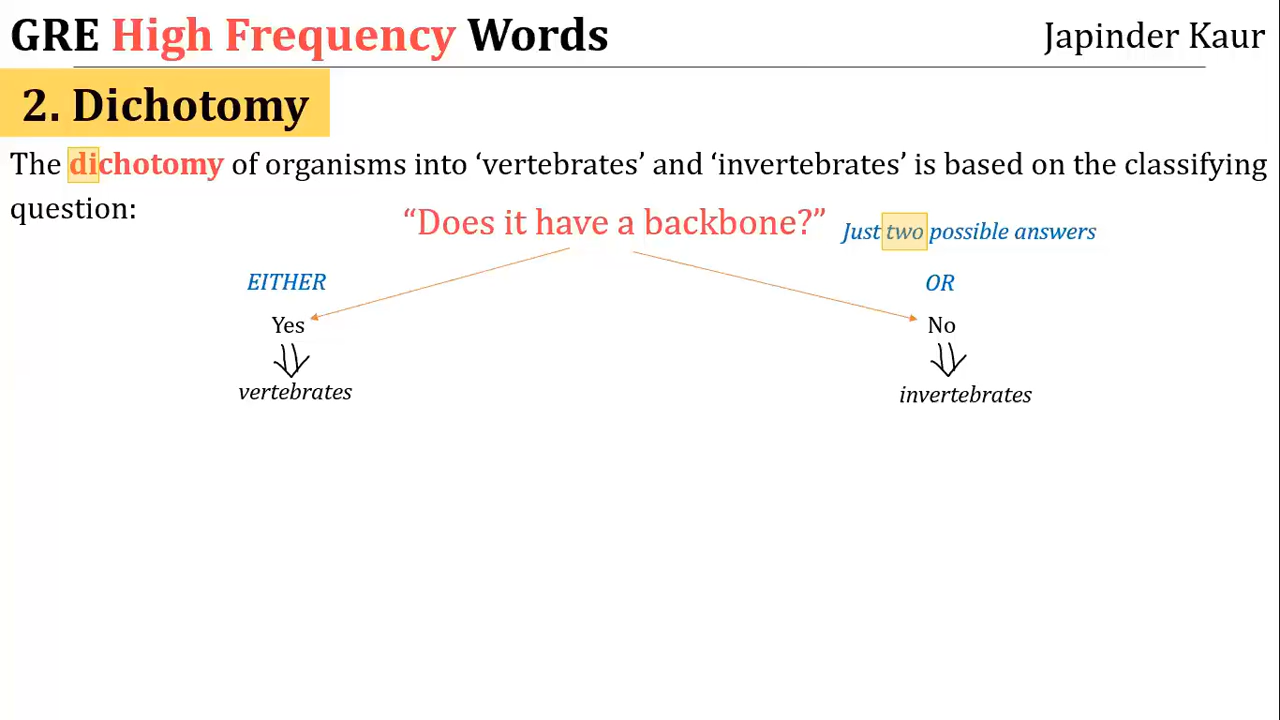 GRE High Frequency Words
Japinder Kaur
2. Dichotomy
The dichotomy of organisms into ‘vertebrates’ and ‘invertebrates’ is based on the classifying
question:
“Does it have a backbone?”
Just two possible answers
EITHER
OR
Yes
No
vertebrates
invertebrates